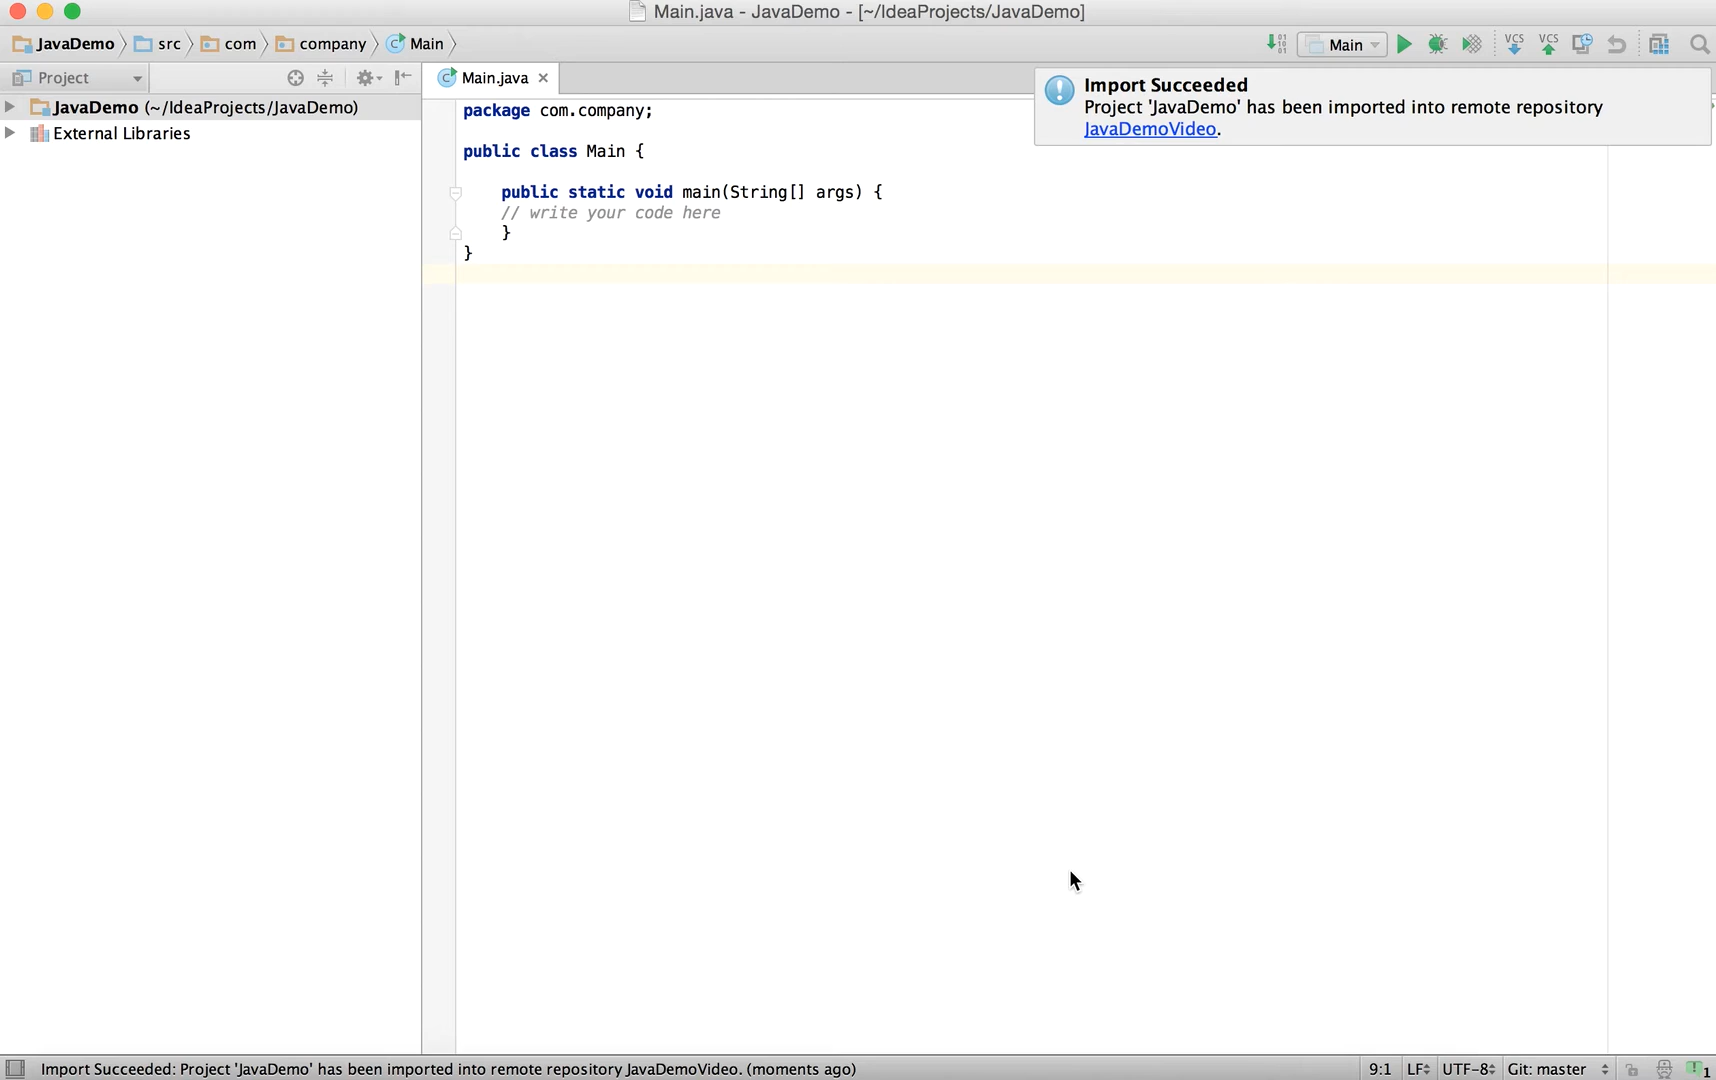 Main.java - JavaDemo - [~/IdeaProjects/JavaDemo]
JavaDemo src com company Main
Main
VCS VCS
Project
Main.java
Import Succeeded
Project 'JavaDemo' has been imported into remote repository
JavaDemoVideo.
JavaDemo (~/IdeaProjects/JavaDemo)
External Libraries
package com.company;
public class Main {
public static void main(String[] args) {
// write your code here
}
}
Import Succeeded: Project 'JavaDemo' has been imported into remote repository JavaDemoVideo. (moments ago)
9:1 LF UTF-8 Git: master 1